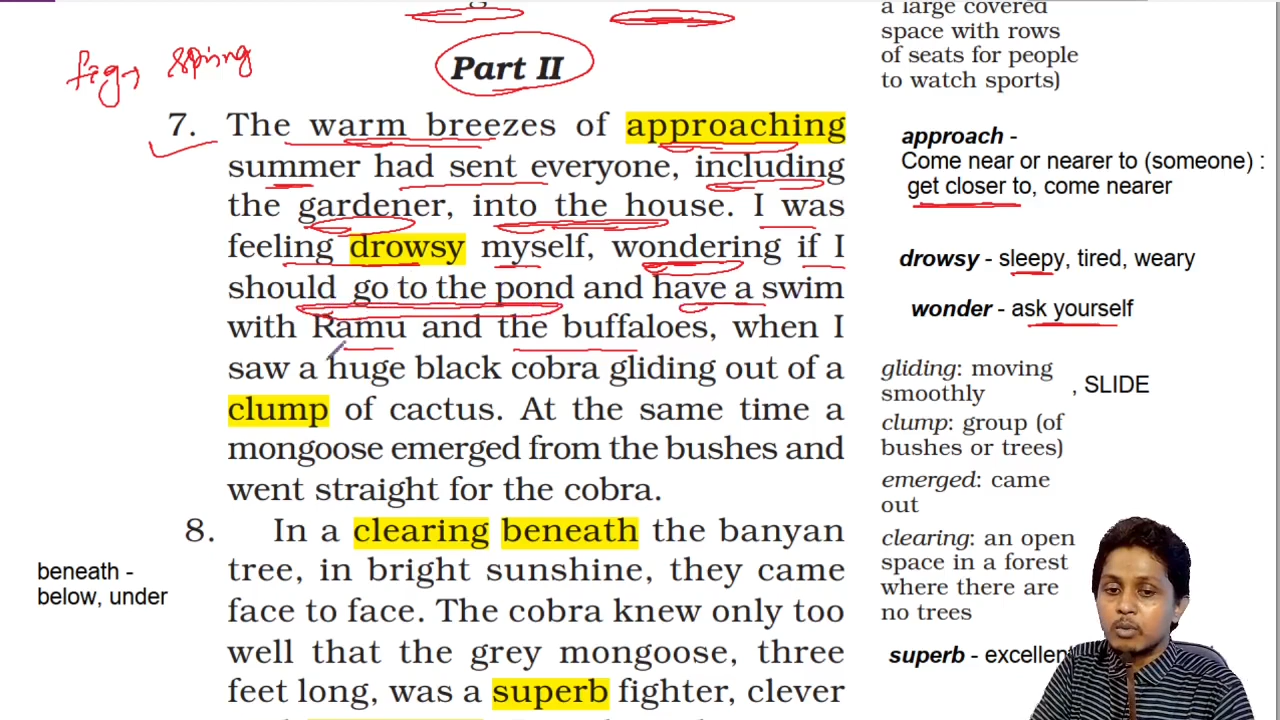 a large covered
space with rows
of seats for people
to watch sports)
fig→ spring
Part II
7. The warm breezes of approaching
summer had sent everyone, including
the gardener, into the house. I was
feeling drowsy myself, wondering if I
should go to the pond and have a swim
with Ramu and the buffaloes, when I
saw a huge black cobra gliding out of a
clump of cactus. At the same time a
mongoose emerged from the bushes and
went straight for the cobra.
8. In a clearing beneath the banyan
tree, in bright sunshine, they came
face to face. The cobra knew only too
well that the grey mongoose, three
feet long, was a superb fighter, clever
beneath -
below, under
approach -
Come near or nearer to (someone) :
get closer to, come nearer
drowsy - sleepy, tired, weary
wonder - ask yourself
gliding: moving
smoothly
, SLIDE
clump: group (of
bushes or trees)
emerged: came
out
clearing: an open
space in a forest
where there are
no trees
superb - excellent